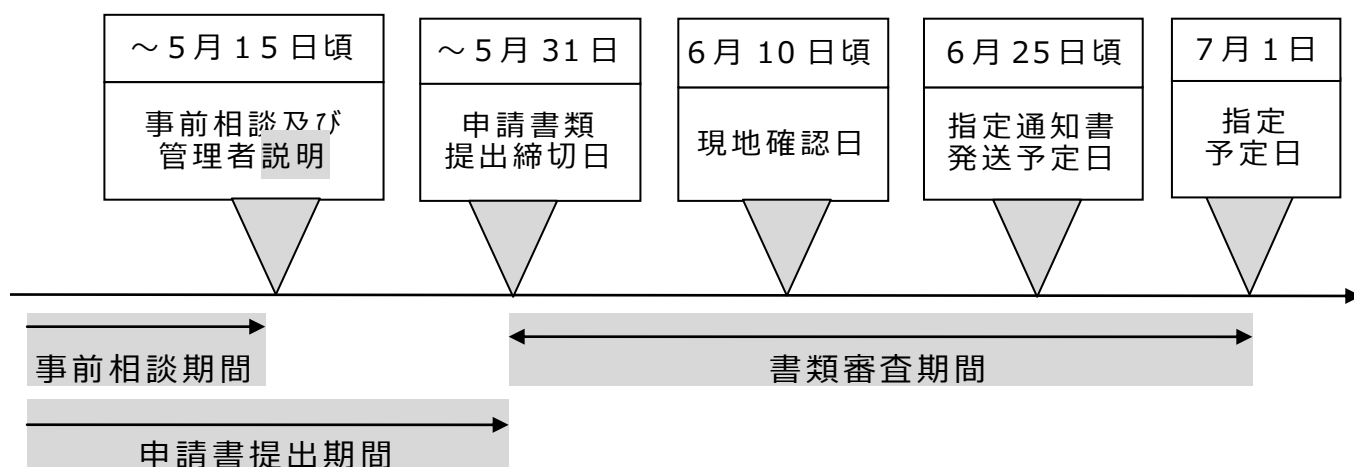 ～５月１５日頃
事前相談及び
管理者説明
～５月31日
申請書類
提出締切日
６月10日頃
現地確認日
６月25日頃
指定通知書
発送予定日
７月１日
指定
予定日
事前相談期間
書類審査期間
申請書提出期間